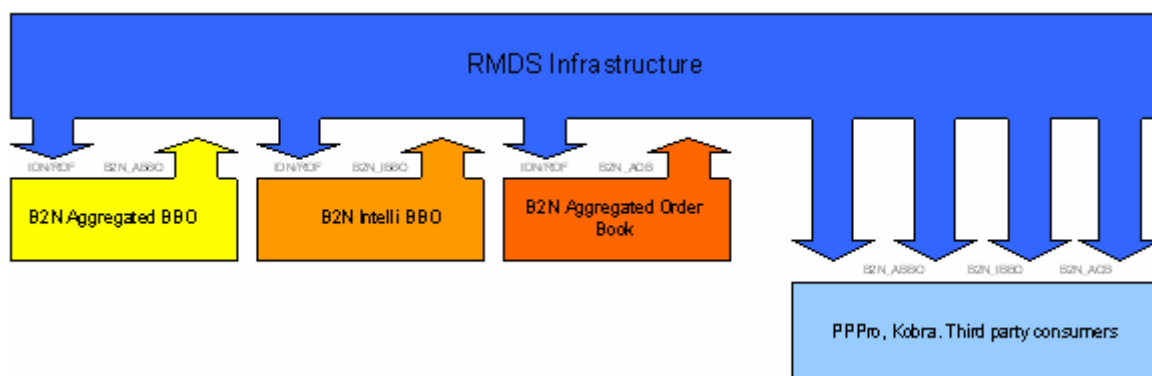 RMDS Infrastructure
IDN/RDF B2N_ABBO IDN/RDF B2N_IBBO IDN/RDF B2N_AOB
B2N Aggregated BBO
B2N Intelli BBO
B2N Aggregated Order
Book
B2N_ABBO B2N_IBBO B2N_AOB
PPPro, Kobra. Third party consumers